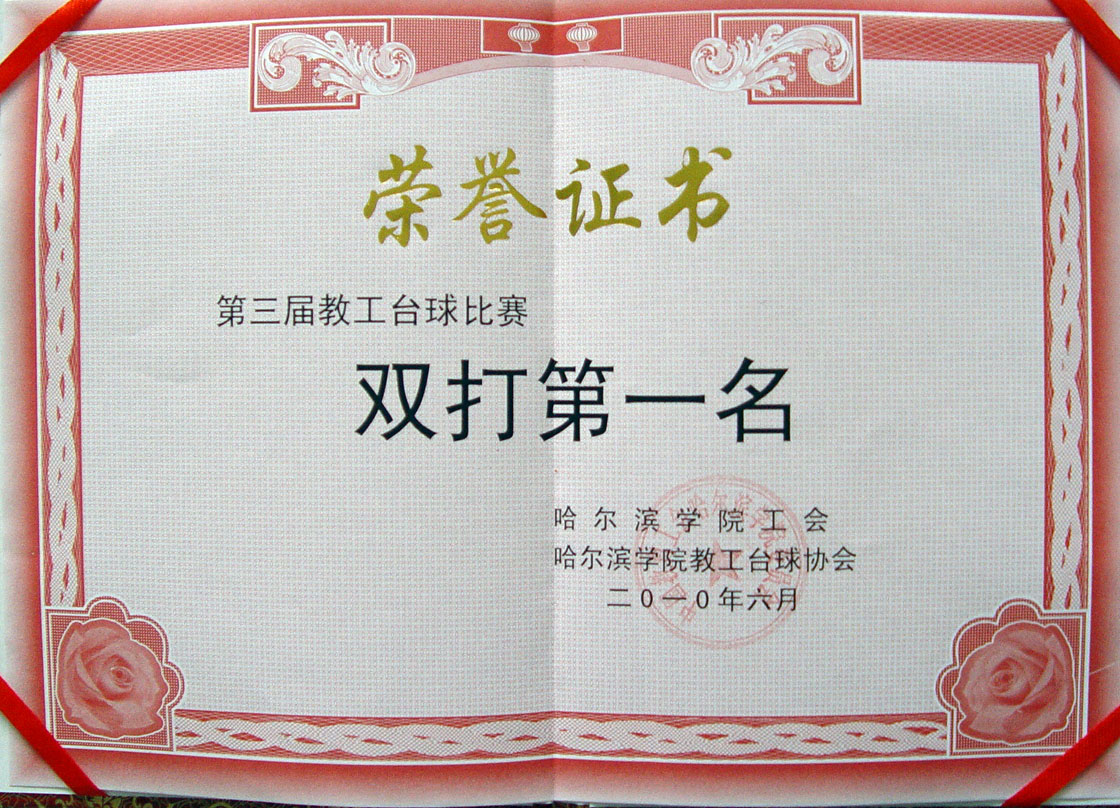 荣誉证书
第三届教工台球比赛
双打第一名
哈尔滨学院工会
哈尔滨学院教工台球协会
二0一0年六月